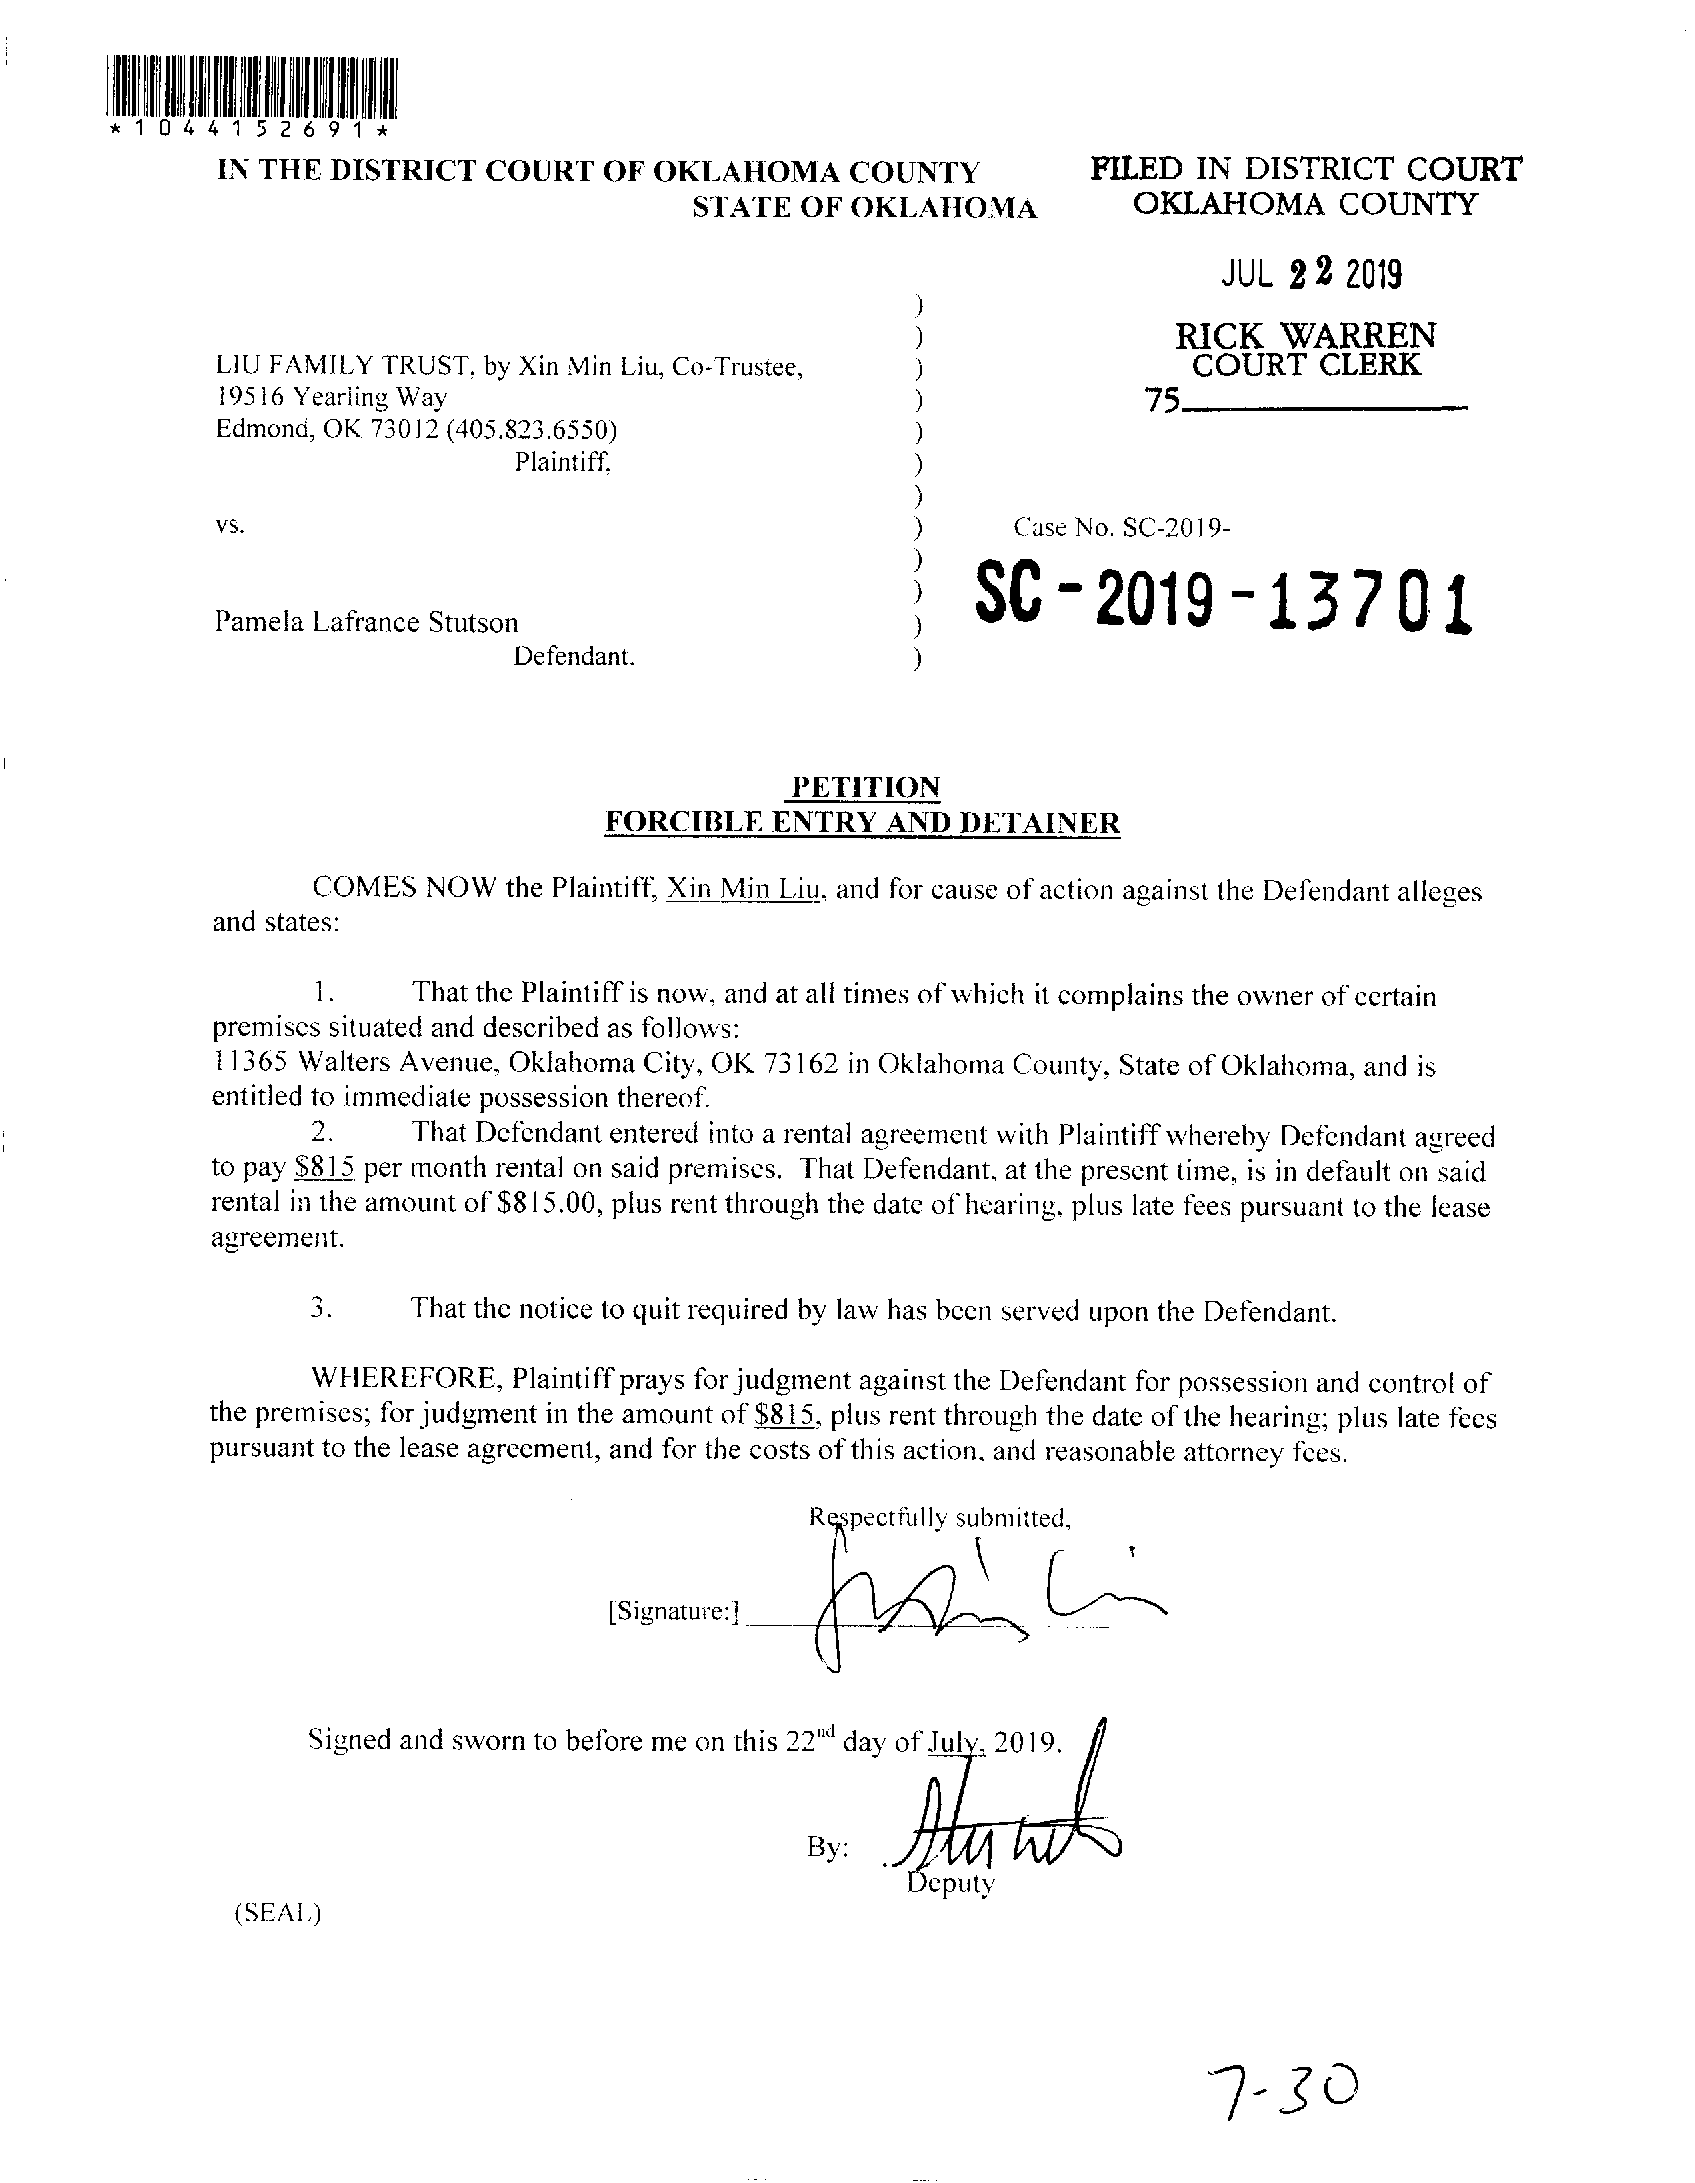 *1044152691*
IN THE DISTRICT COURT OF OKLAHOMA COUNTY
STATE OF OKLAHOMA
FILED IN DISTRICT COURT
OKLAHOMA COUNTY
JUL 22 2019
RICK WARREN
COURT CLERK
75
LIU FAMILY TRUST, by Xin Min Liu, Co-Trustee,
19516 Yearling Way
Edmond, OK 73012 (405.823.6550)
Plaintiff,
vs.
Case No. SC-2019-
SC-2019-13701
Pamela Lafrance Stutson
Defendant.
PETITION
FORCIBLE ENTRY AND DETAINER
COMES NOW the Plaintiff, Xin Min Liu, and for cause of action against the Defendant alleges
and states:
1. That the Plaintiff is now, and at all times of which it complains the owner of certain
premises situated and described as follows:
11365 Walters Avenue, Oklahoma City, OK 73162 in Oklahoma County, State of Oklahoma, and is
entitled to immediate possession thereof.
2. That Defendant entered into a rental agreement with Plaintiff whereby Defendant agreed
to pay $815 per month rental on said premises. That Defendant, at the present time, is in default on said
rental in the amount of $815.00, plus rent through the date of hearing, plus late fees pursuant to the lease
agreement.
3. That the notice to quit required by law has been served upon the Defendant.
WHEREFORE, Plaintiff prays for judgment against the Defendant for possession and control of
the premises; for judgment in the amount of $815, plus rent through the date of the hearing; plus late fees
pursuant to the lease agreement, and for the costs of this action, and reasonable attorney fees.
Respectfully submitted,
[Signature:]
Signed and sworn to before me on this 22nd day of July, 2019.
By:
Deputy
(SEAL)
7-30